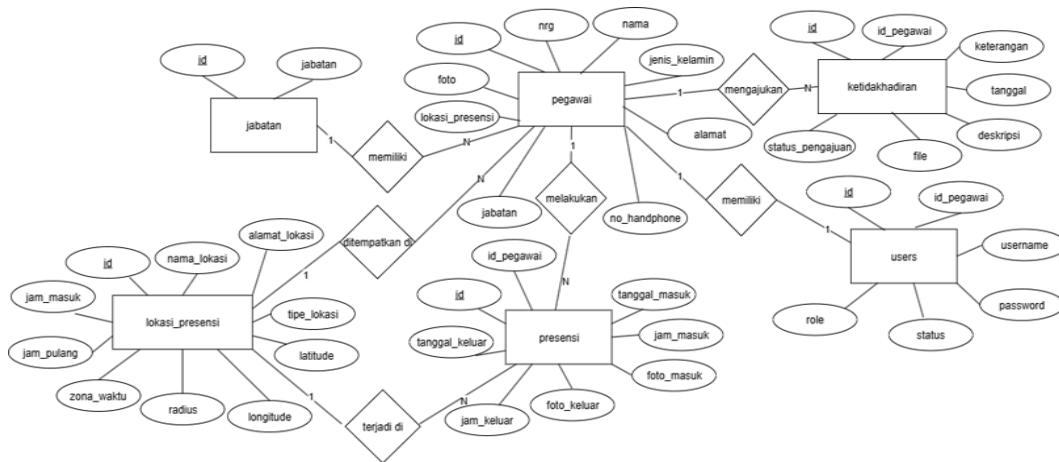 id
jabatan
jabatan
1
memiliki
N
id
nrg
nama
foto
lokasi_presensi
pegawai
jenis_kelamin
alamat
jabatan
no_handphone
1
mengajukan
N
id
id_pegawai
keterangan
ketidakhadiran
tanggal
deskripsi
status_pengajuan
file
N
ditempatkan di
1
1
melakukan
N
1
memiliki
1
id
id_pegawai
username
users
password
role
status
id
nama_lokasi
alamat_lokasi
jam_masuk
lokasi_presensi
tipe_lokasi
jam_pulang
latitude
zona_waktu
radius
longitude
1
terjadi di
N
id_pegawai
id
tanggal_masuk
tanggal_keluar
presensi
jam_masuk
foto_masuk
jam_keluar
foto_keluar